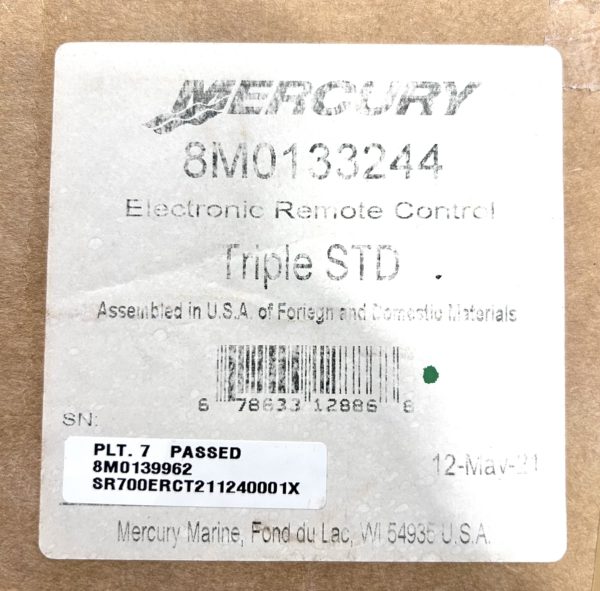 MERCURY
8M0133244
Electronic Remote Control
Triple STD
Assembled in U.S.A. of Foriegn and Domestic Materials
6 78633 12886 8
SN:
PLT. 7 PASSED
8M0139962
SR700ERCT211240001X
12-May-21
Mercury Marine, Fond du Lac, WI 54935 U.S.A.